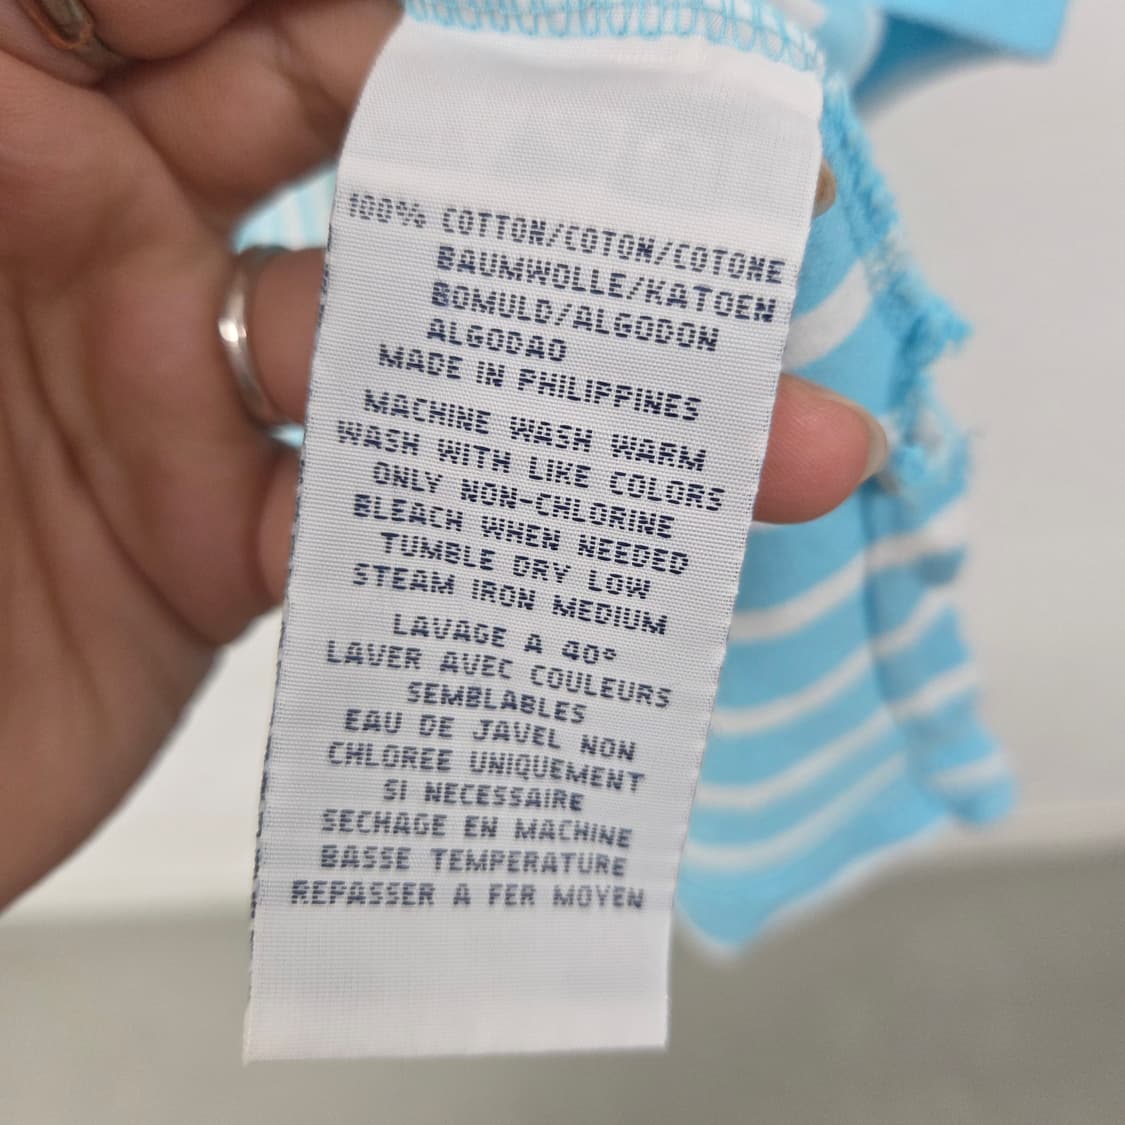 100% COTTON/COTON/COTONE
BAUMWOLLE/KATOEN
BOMULD/ALGODON
ALGODAO
MADE IN PHILIPPINES
MACHINE WASH WARM
WASH WITH LIKE COLORS
ONLY NON-CHLORINE
BLEACH WHEN NEEDED
TUMBLE DRY LOW
STEAM IRON MEDIUM
LAVAGE A 40°
LAVER AVEC COULEURS
SEMBLABLES
EAU DE JAVEL NON
CHLOREE UNIQUEMENT
SI NECESSAIRE
SECHAGE EN MACHINE
BASSE TEMPERATURE
REPASSER A FER MOYEN